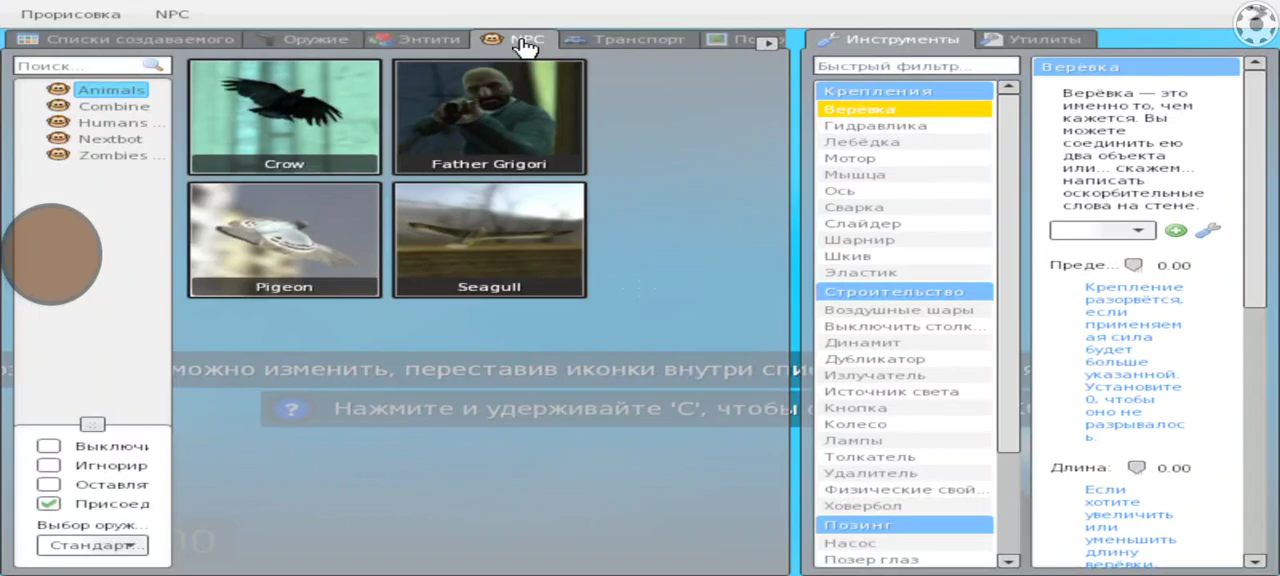 Прорисовка NPC
Списки создаваемого Оружие Энтити NPC Транспорт
Поиск...
Animals
Combine
Humans ...
Nextbot
Zombies ...
Crow
Father Grigori
Pigeon
Seagull
можно изменить, переставив иконки внутри
Нажмите и удерживайте 'C', чтобы
Выключ
Игнорир
Оставля
Присоед
Выбор оруж...
Стандарт
Инструменты Утилиты
Быстрый фильтр...
Крепления
Верёвка
Гидравлика
Лебёдка
Мотор
Мышца
Ось
Сварка
Слайдер
Шарнир
Шкив
Эластик
Строительство
Воздушные шары
Выключить столк...
Динамит
Дубликатор
Излучатель
Источник света
Кнопка
Колесо
Лампы
Толкатель
Удалитель
Физические свой...
Ховербол
Позинг
Насос
Позер глаз
Верёвка
Верёвка — это
именно то, чем
кажется. Вы
можете
соединить ею
два объекта
или... скажем...
написать
оскорбительные
слова на стене.
Преде... 0.00
Крепление
разорвётся,
если
применяем
ая сила
будет
больше
указанной.
Установите
0, чтобы
оно не
разрывалос
ь.
Длина: 0.00
Если
хотите
увеличить
или
уменьшить
длину
верёвки,